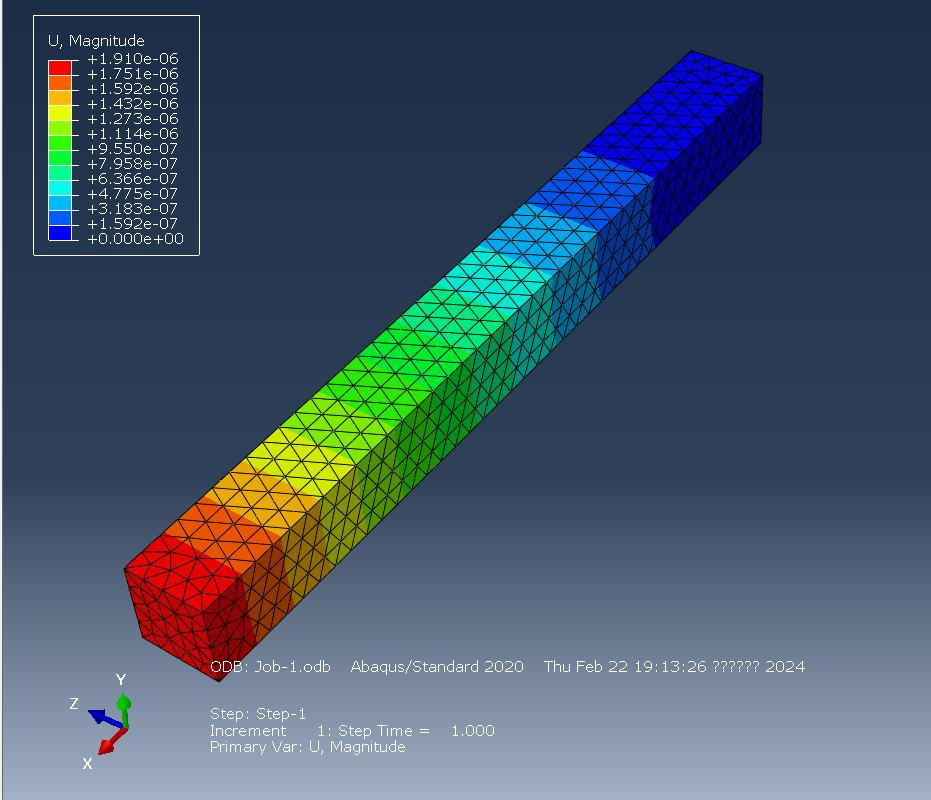 U, Magnitude
+1.910e-06
+1.751e-06
+1.592e-06
+1.432e-06
+1.273e-06
+1.114e-06
+9.550e-07
+7.958e-07
+6.366e-07
+4.775e-07
+3.183e-07
+1.592e-07
+0.000e+00
ODB: Job-1.odb Abaqus/Standard 2020 Thu Feb 22 19:13:26 ?????? 2024
Y
Z
X
Step: Step-1
Increment 1: Step Time = 1.000
Primary Var: U, Magnitude